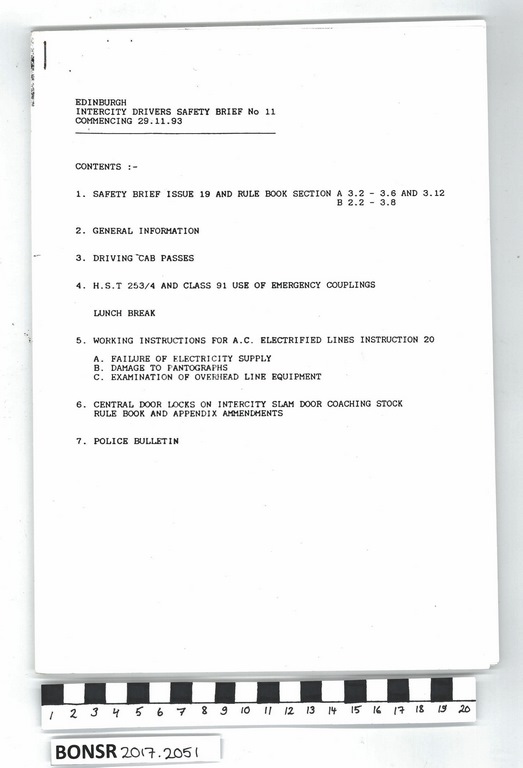 EDINBURGH
INTERCITY DRIVERS SAFETY BRIEF No 11
COMMENCING 29.11.93
CONTENTS :-
1. SAFETY BRIEF ISSUE 19 AND RULE BOOK SECTION A 3.2 - 3.6 AND 3.12
B 2.2 - 3.8
2. GENERAL INFORMATION
3. DRIVING CAB PASSES
4. H.S.T 253/4 AND CLASS 91 USE OF EMERGENCY COUPLINGS
LUNCH BREAK
5. WORKING INSTRUCTIONS FOR A.C. ELECTRIFIED LINES INSTRUCTION 20
A. FAILURE OF ELECTRICITY SUPPLY
B. DAMAGE TO PANTOGRAPHS
C. EXAMINATION OF OVERHEAD LINE EQUIPMENT
6. CENTRAL DOOR LOCKS ON INTERCITY SLAM DOOR COACHING STOCK
RULE BOOK AND APPENDIX AMMENDMENTS
7. POLICE BULLETIN
1 2 3 4 5 6 7 8 9 10 11 12 13 14 15 16 17 18 19 20
BONSR 2017.2051